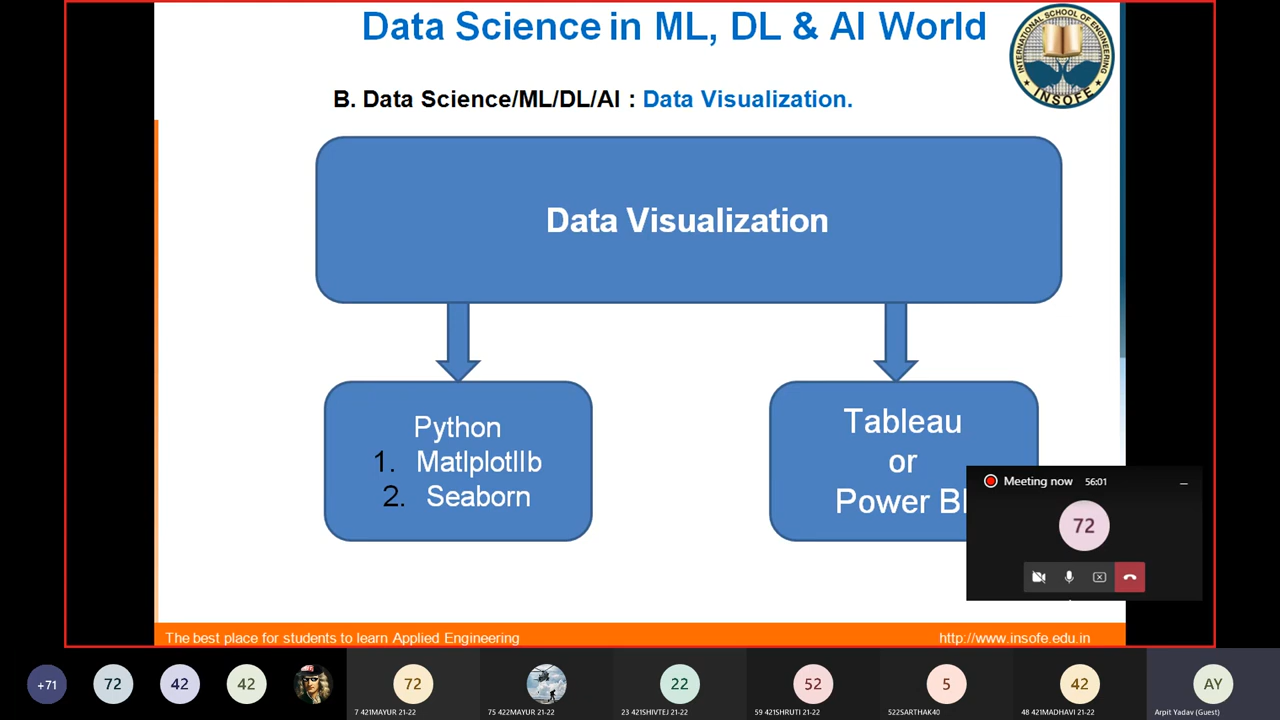 Data Science in ML, DL & AI World
INTERNATIONAL SCHOOL OF ENGINEERING
INSOFE
B. Data Science/ML/DL/AI : Data Visualization.
Data Visualization
Python
1. MatlplotlIb
2. Seaborn
Tableau
or
Power BI
Meeting now 56:01
72
The best place for students to learn Applied Engineering
http://www.insofe.edu.in
+71
72
42
42
72
22
52
5
42
AY
7 421MAYUR 21-22
75 422MAYUR 21-22
23 421SHIVTEJ 21-22
59 421SHRUTI 21-22
522SARTHAK40
48 421MADHAVI 21-22
Arpit Yadav (Guest)